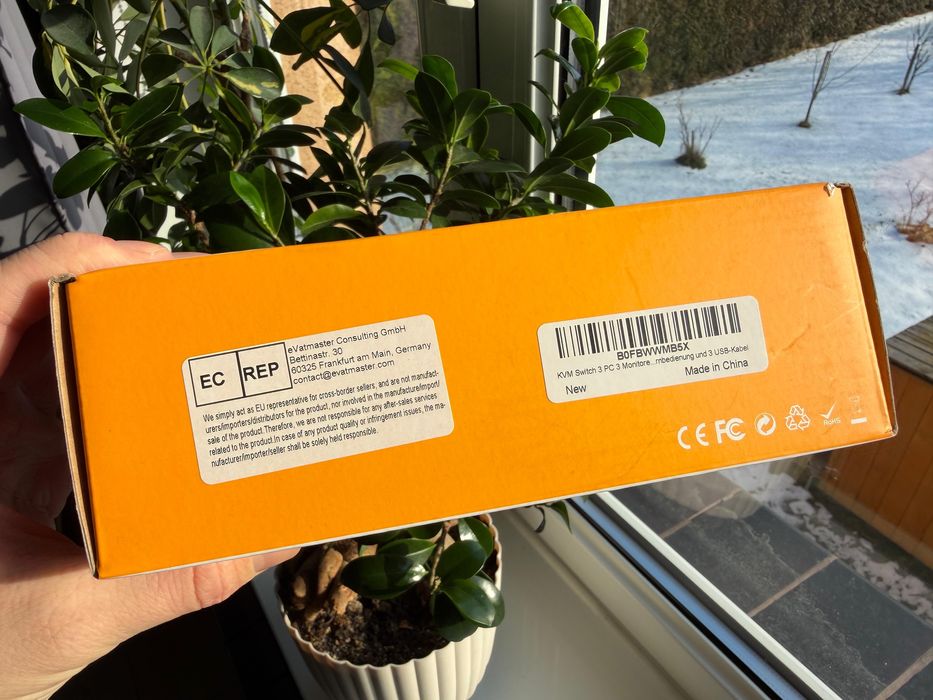 EC REP
eVatmaster Consulting GmbH
Bettinastr. 30
60325 Frankfurt am Main, Germany
contact@evatmaster.com
We simply act as EU representative for cross-border sellers, and are not manufact-
urers/importers/distributors for the product, nor involved in the manufacture/import/
sale of the product.Therefore, we are not responsible for any after-sales services
related to the product.In case of any product quality or infringement issues, the ma-
nufacturer/importer/seller shall be solely held responsible.
B0FBWWMB5X
KVM Switch 3 PC 3 Monitore...rnbedienung und 3 USB-Kabel
New
Made in China
CE FC
RoHS